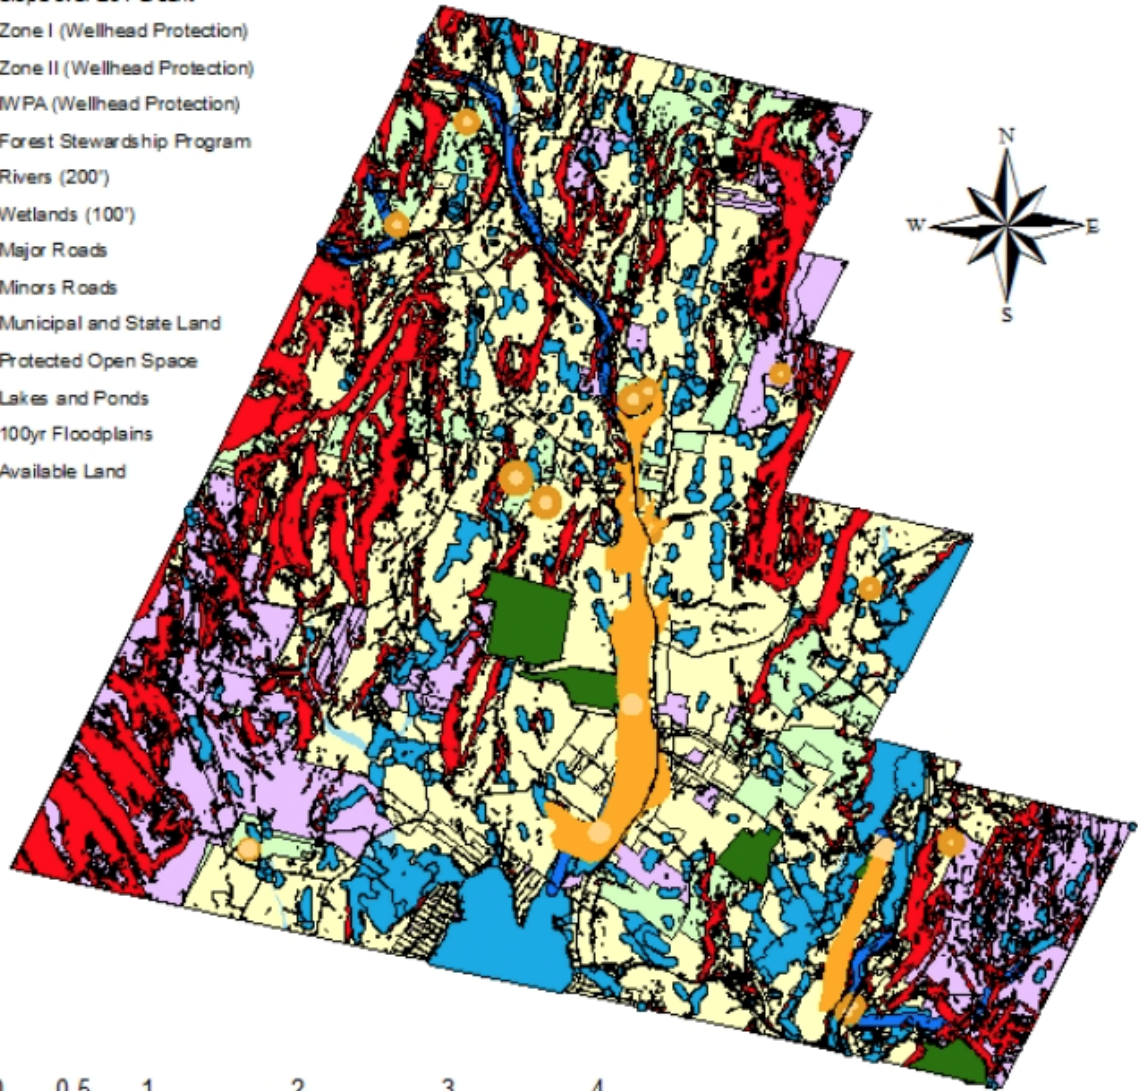 Zone I (Wellhead Protection)
Zone II (Wellhead Protection)
IWPA (Wellhead Protection)
Forest Stewardship Program
Rivers (200')
Wetlands (100')
Major Roads
Minors Roads
Municipal and State Land
Protected Open Space
Lakes and Ponds
100yr Floodplains
Available Land
N
W E
S
0 0.5 1 2 3 4